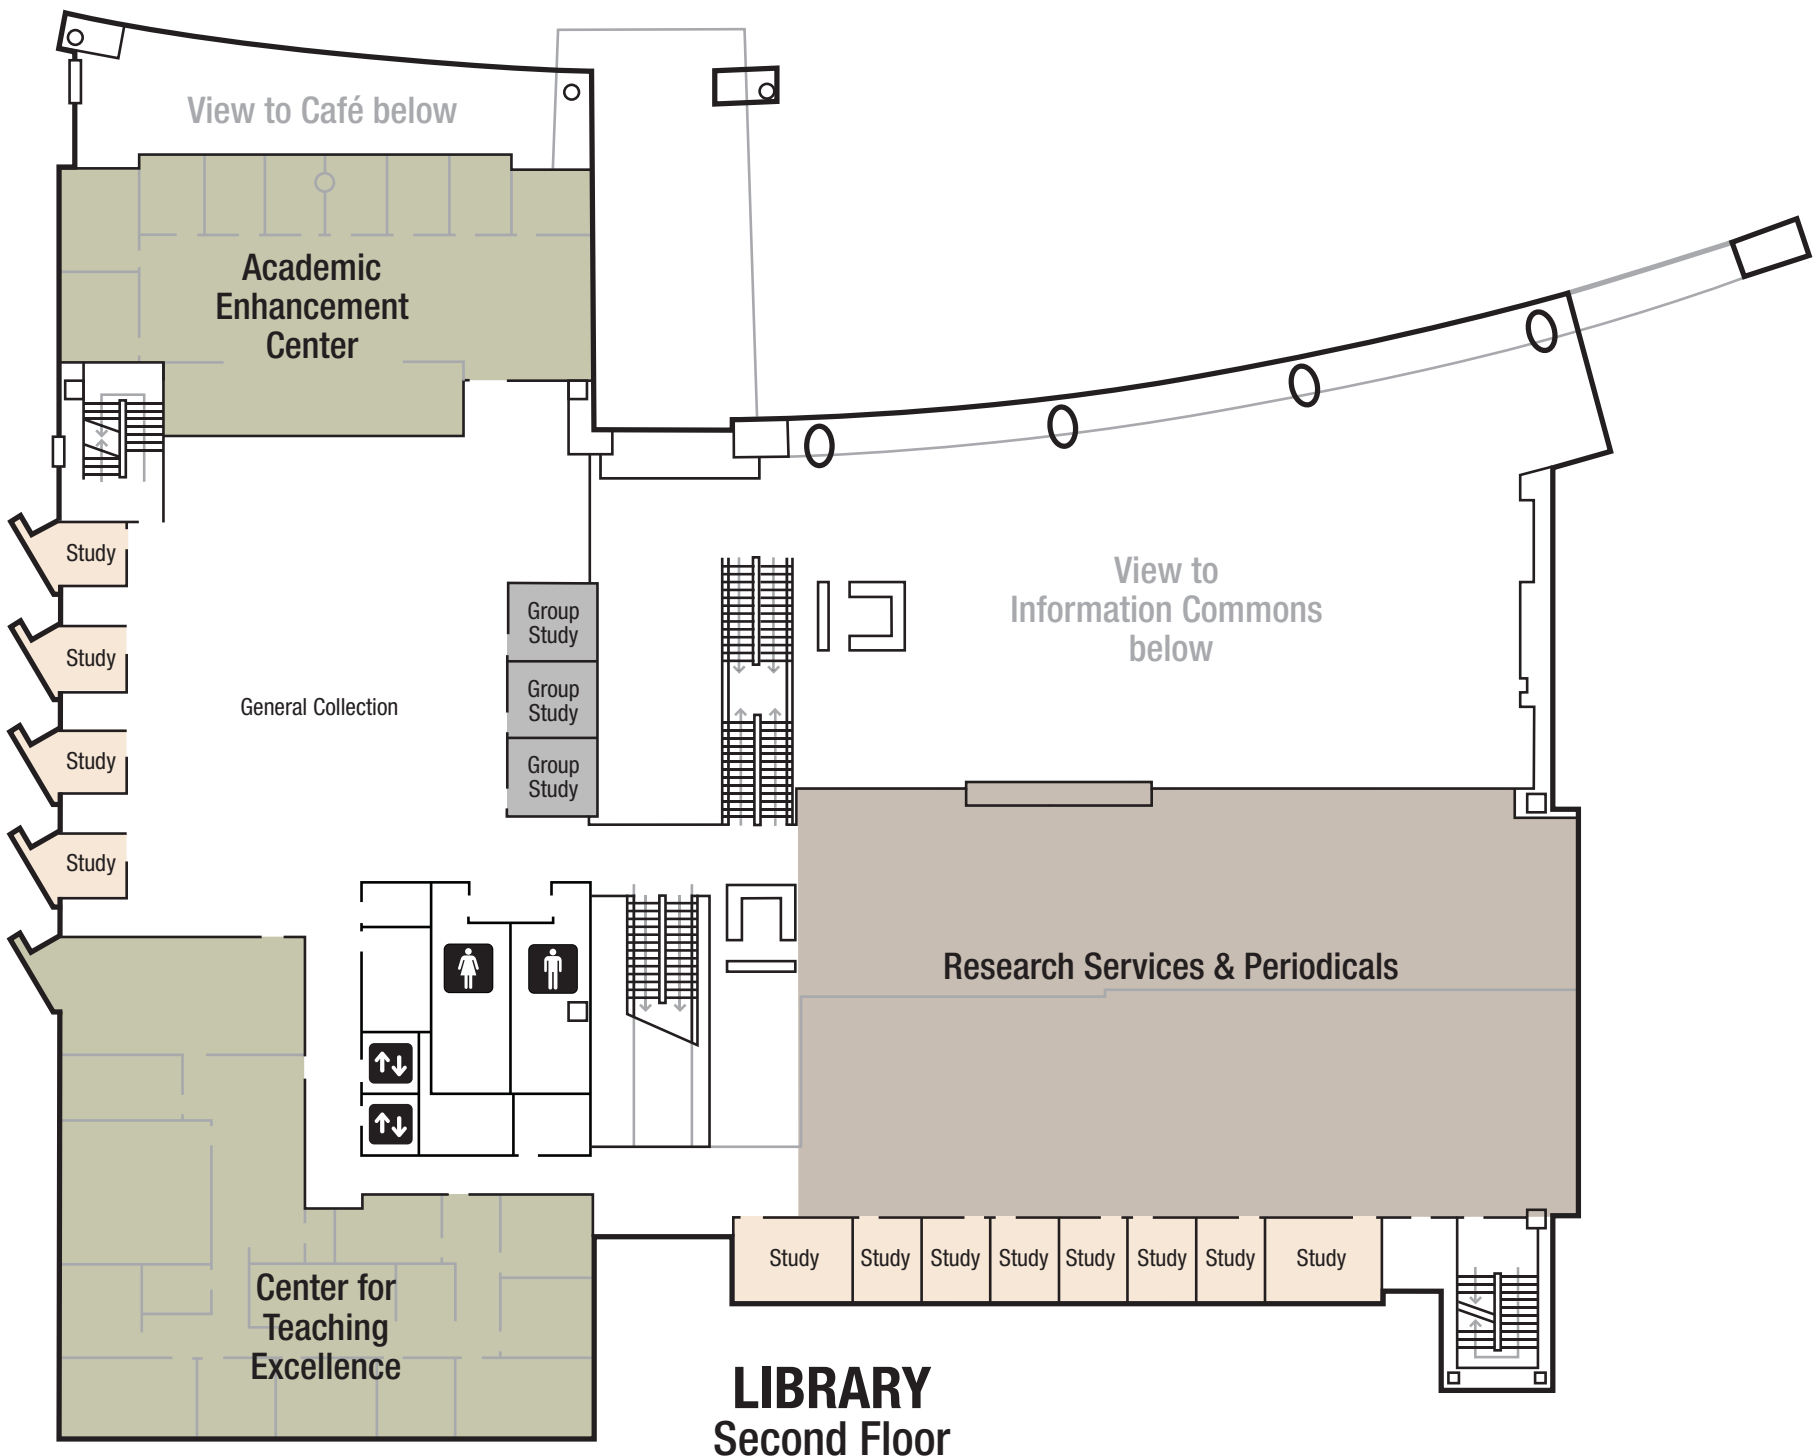 View to Café below
Academic
Enhancement
Center
Study
Study
Study
Study
Group
Study
Group
Study
Group
Study
General Collection
View to
Information Commons
below
Research Services & Periodicals
Study
Study
Study
Study
Study
Study
Study
Study
Center for
Teaching
Excellence
LIBRARY
Second Floor